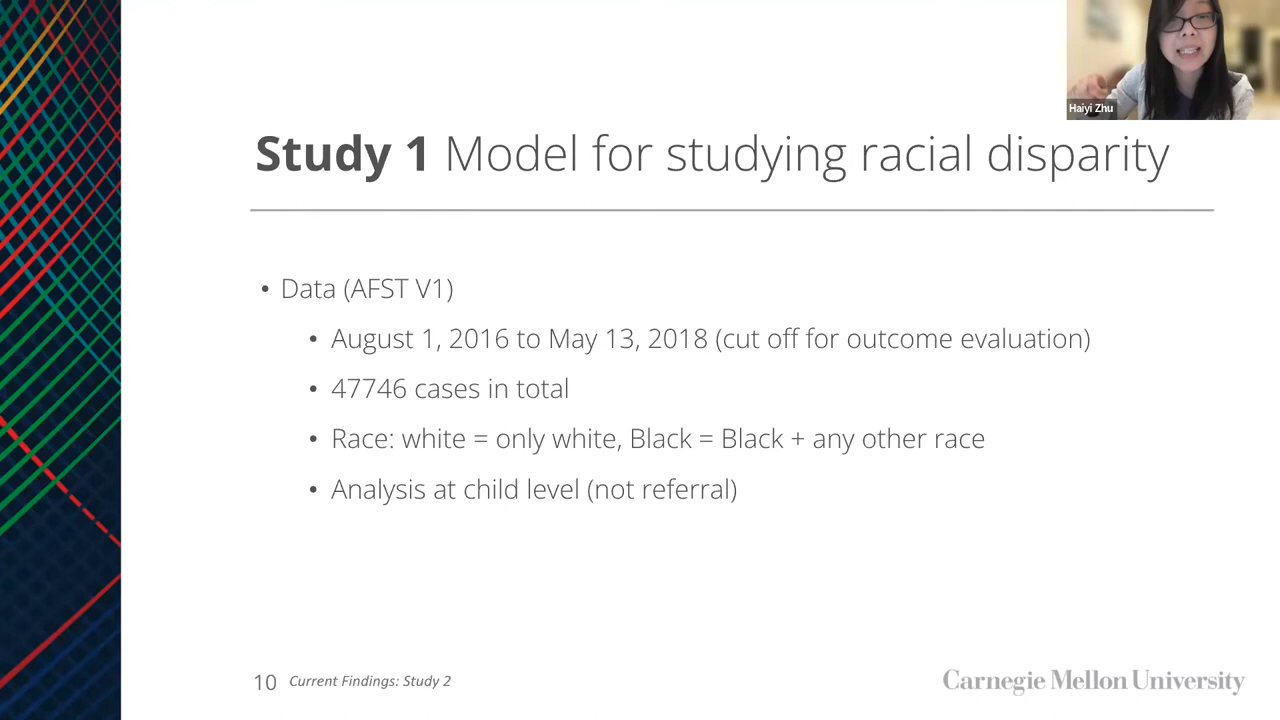 Haiyi Zhu
Study 1 Model for studying racial disparity
• Data (AFST V1)
• August 1, 2016 to May 13, 2018 (cut off for outcome evaluation)
• 47746 cases in total
• Race: white = only white, Black = Black + any other race
• Analysis at child level (not referral)
10 Current Findings: Study 2
Carnegie Mellon University